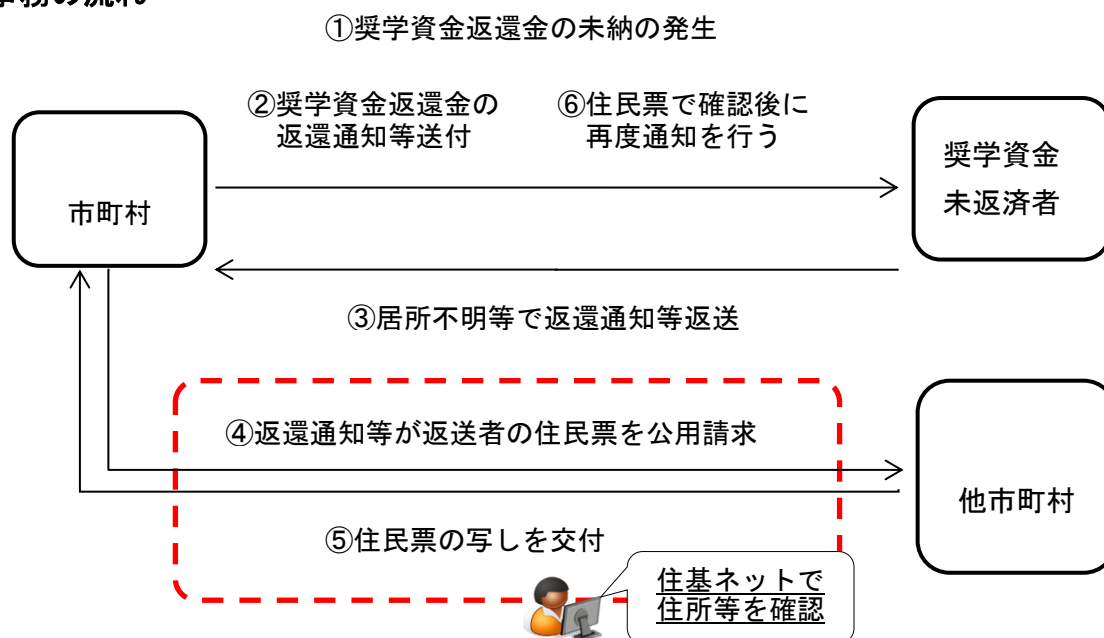 ①奨学資金返還金の未納の発生
②奨学資金返還金の
返還通知等送付
⑥住民票で確認後に
再度通知を行う
市町村
奨学資金
未返済者
③居所不明等で返還通知等返送
④返還通知等が返送者の住民票を公用請求
⑤住民票の写しを交付
他市町村
住基ネットで
住所等を確認